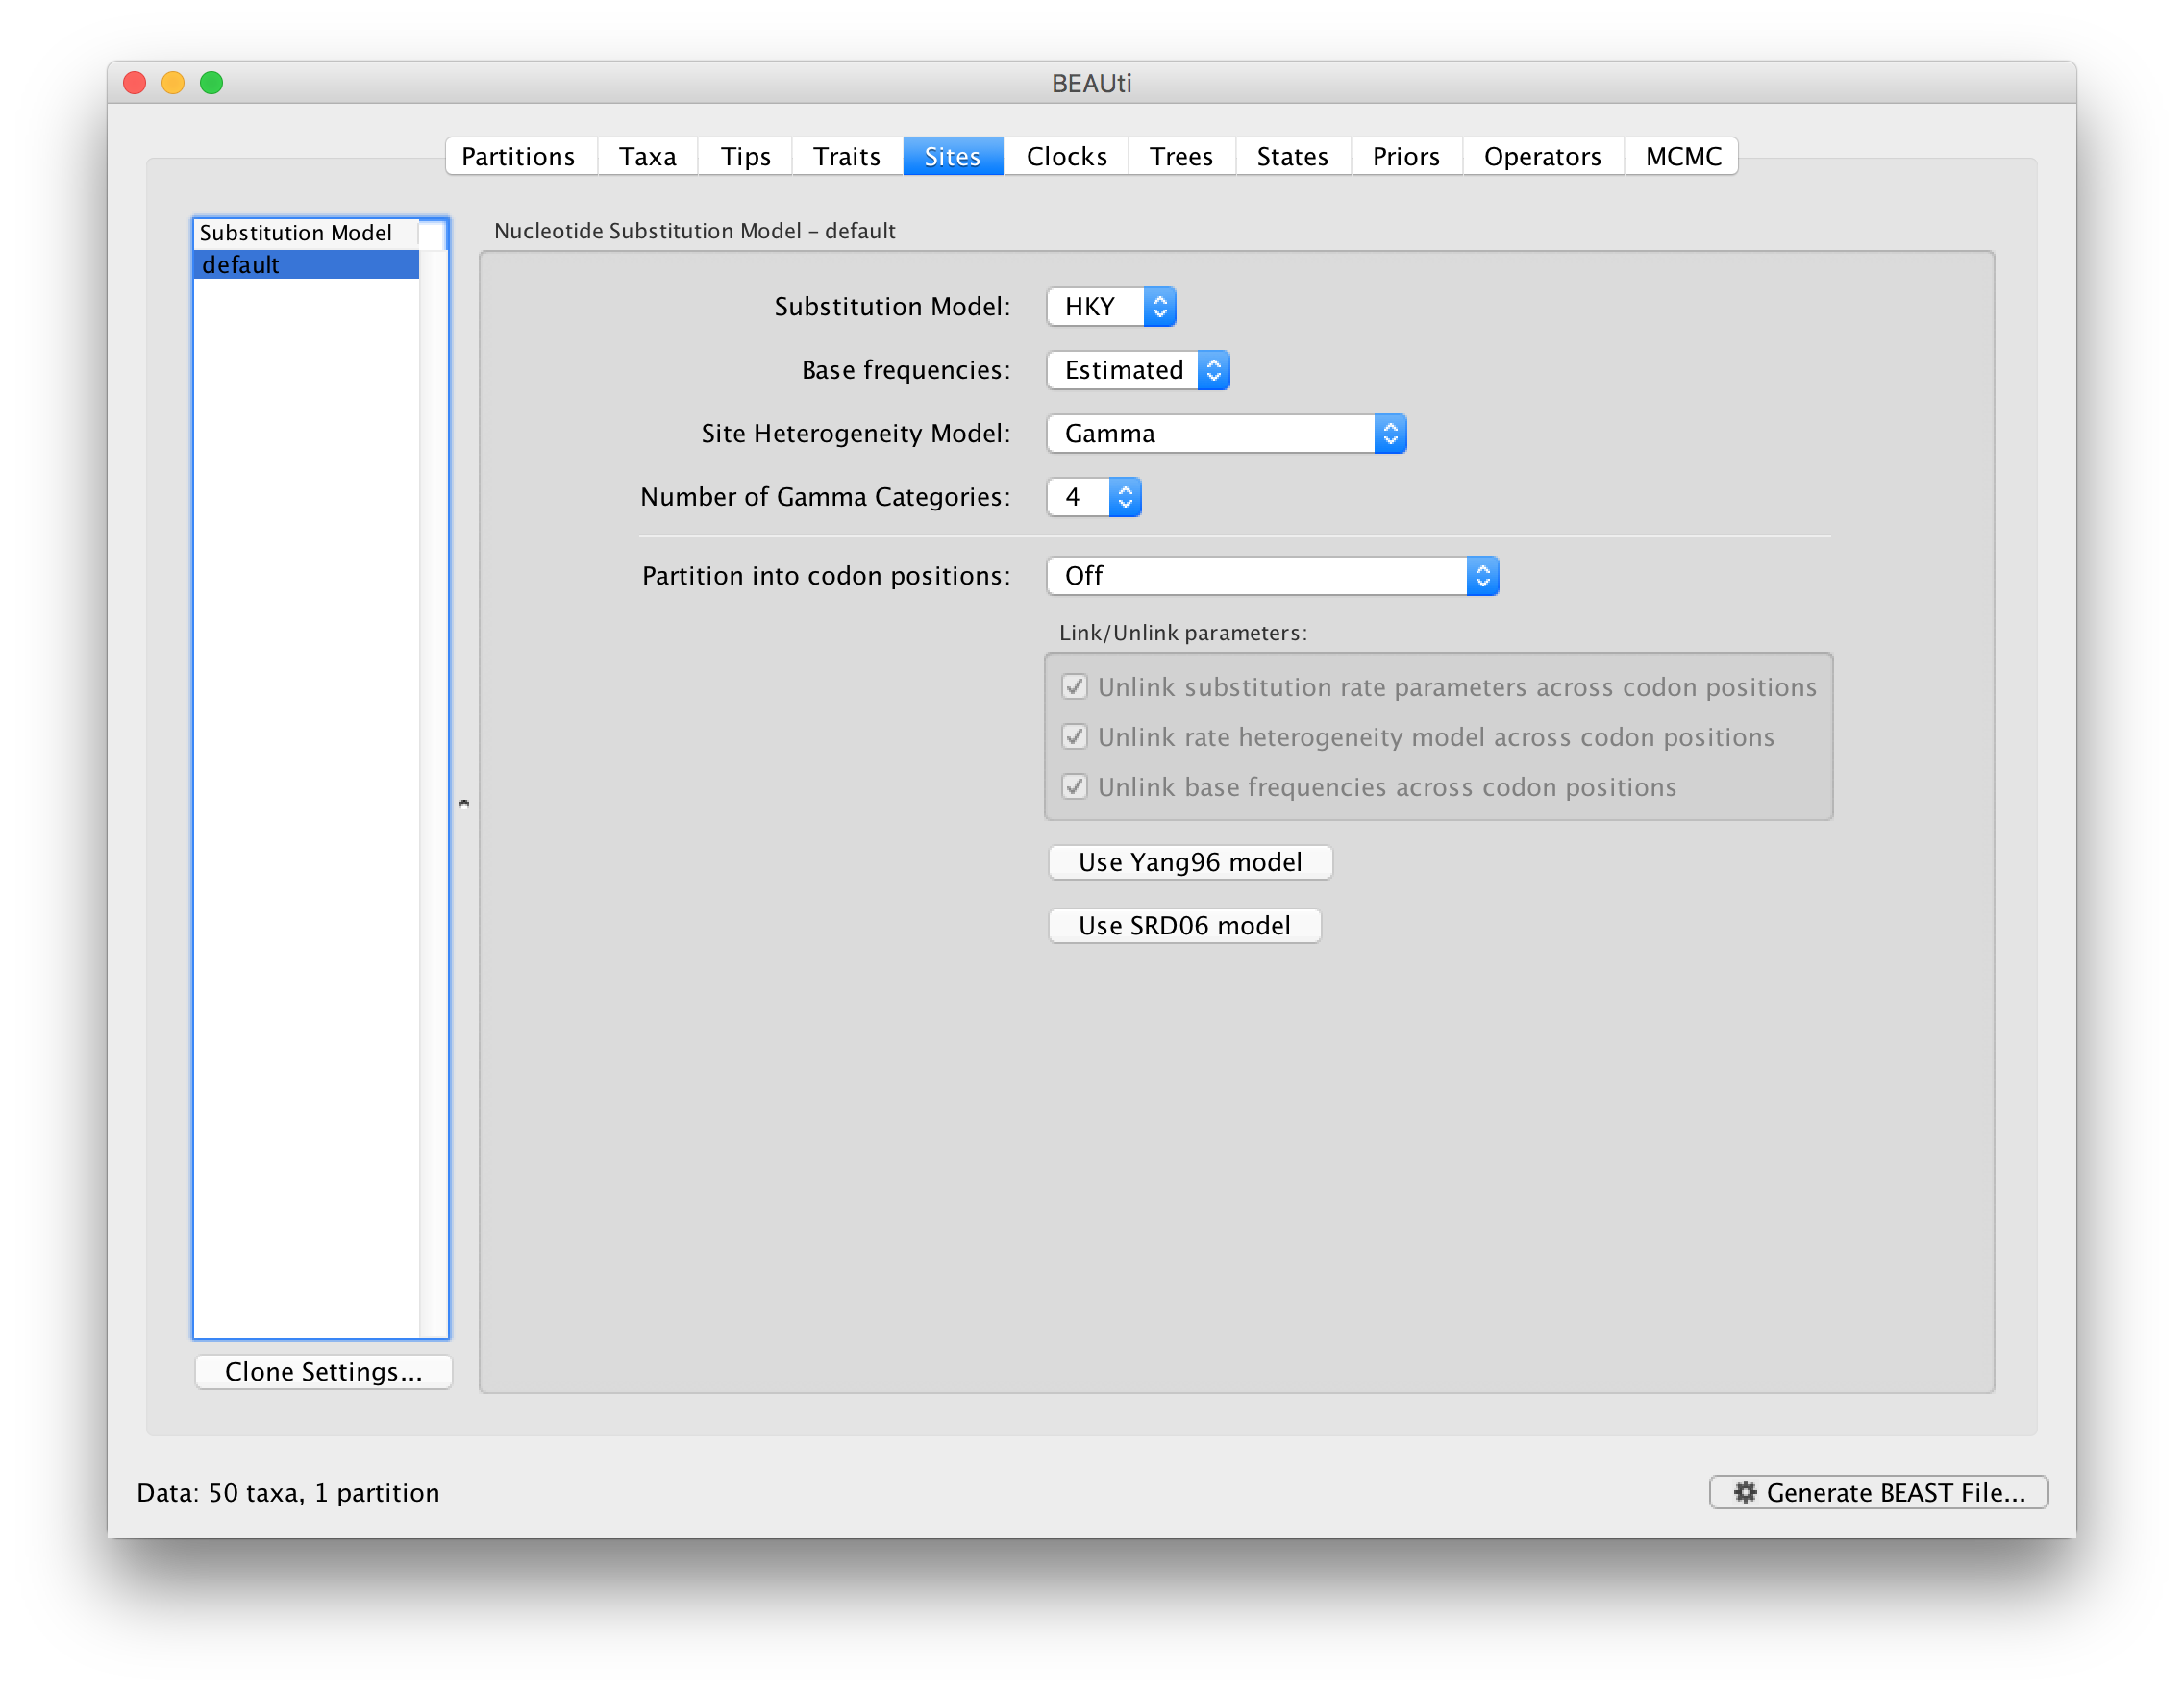 BEAUti
Partitions Taxa Tips Traits Sites Clocks Trees States Priors Operators MCMC
Substitution Model
default
Nucleotide Substitution Model – default
Substitution Model: HKY
Base frequencies: Estimated
Site Heterogeneity Model: Gamma
Number of Gamma Categories: 4
Partition into codon positions: Off
Link/Unlink parameters:
Unlink substitution rate parameters across codon positions
Unlink rate heterogeneity model across codon positions
Unlink base frequencies across codon positions
Use Yang96 model
Use SRD06 model
Clone Settings...
Data: 50 taxa, 1 partition
Generate BEAST File...